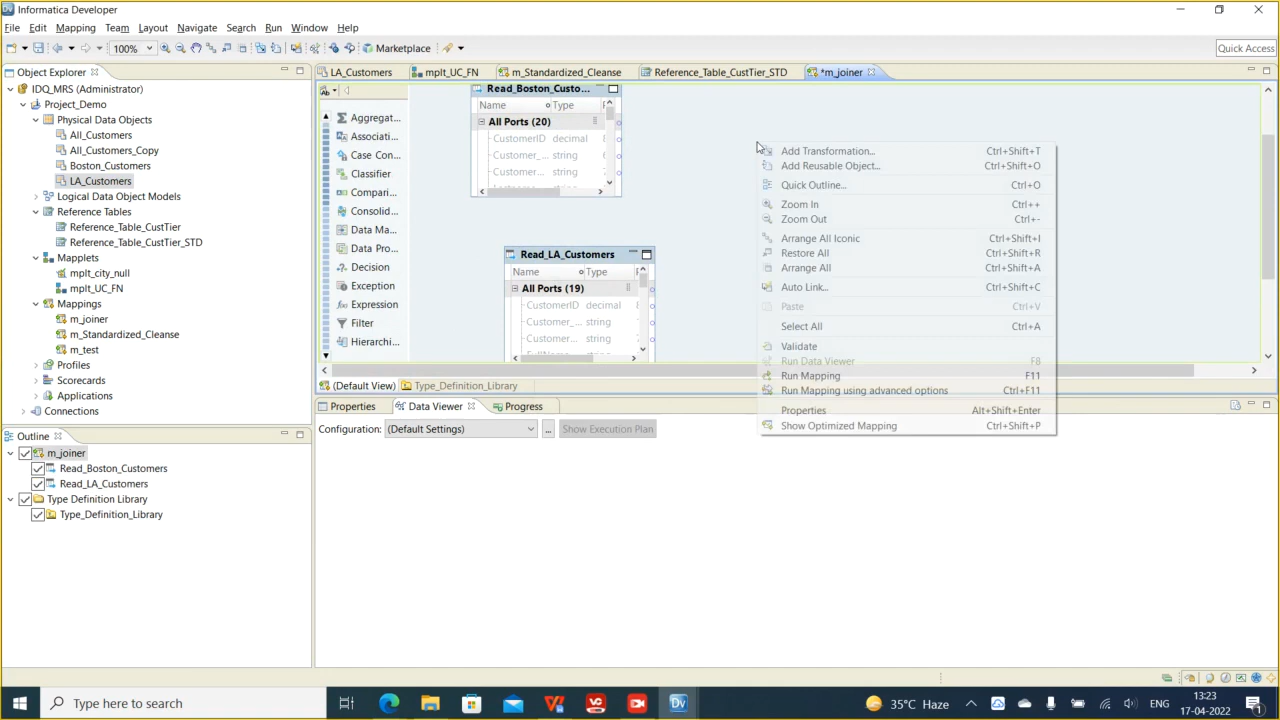 Informatica Developer
File Edit Mapping Team Layout Navigate Search Run Window Help
100% Marketplace Quick Access
Object Explorer
IDQ_MRS (Administrator)
Project_Demo
Physical Data Objects
All_Customers
All_Customers_Copy
Boston_Customers
LA_Customers
Logical Data Object Models
Reference Tables
Reference_Table_CustTier
Reference_Table_CustTier_STD
Mapplets
mplt_city_null
mplt_UC_FN
Mappings
m_joiner
m_Standardized_Cleanse
m_test
Profiles
Scorecards
Applications
Connections
Outline
m_joiner
Read_Boston_Customers
Read_LA_Customers
Type Definition Library
Type_Definition_Library
LA_Customers mplt_UC_FN m_Standardized_Cleanse Reference_Table_CustTier_STD *m_joiner
Ab
Aggregat...
Associati...
Case Con...
Classifier
Compari...
Consolid...
Data Ma...
Data Pro...
Decision
Exception
Expression
Filter
Hierarchi...
Read_Boston_Custo...
Name Type
All Ports (20)
CustomerID decimal
Customer_... string
Customer_... string
Read_LA_Customers
Name Type
All Ports (19)
CustomerID decimal
Customer_... string
Customer_... string
FullName string
Add Transformation... Ctrl+Shift+T
Add Reusable Object... Ctrl+Shift+O
Quick Outline... Ctrl+O
Zoom In Ctrl++
Zoom Out Ctrl+-
Arrange All Iconic Ctrl+Shift+I
Restore All Ctrl+Shift+R
Arrange All Ctrl+Shift+A
Auto Link... Ctrl+Shift+C
Paste Ctrl+V
Select All Ctrl+A
Validate
Run Data Viewer F8
Run Mapping F11
Run Mapping using advanced options Ctrl+F11
Properties Alt+Shift+Enter
Show Optimized Mapping Ctrl+Shift+P
(Default View) Type_Definition_Library
Properties Data Viewer Progress
Configuration: (Default Settings) ... Show Execution Plan
Type here to search
35°C Haze ENG 13:23
17-04-2022